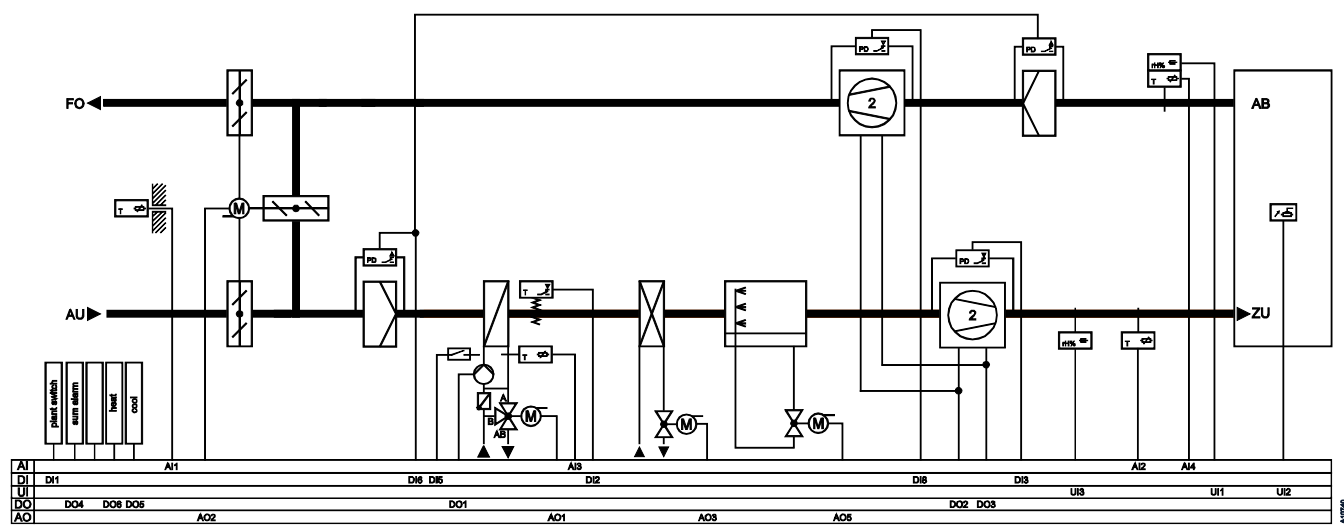 PD
PD
rH%
T
FO
2
AB
T
M
PD
PD
T
AU
2
ZU
rH%
T
T
plant switch
sum alarm
heat
cool
A
B
M
AB
M
M
AI AI1 AI3 AI2 AI4
DI DI1 DI6 DI5 DI2 DI8 DI3
UI UI3 UI1 UI2
DO DO4 DO6 DO5 DO1 DO2 DO3
AO AO2 AO1 AO3 AO5